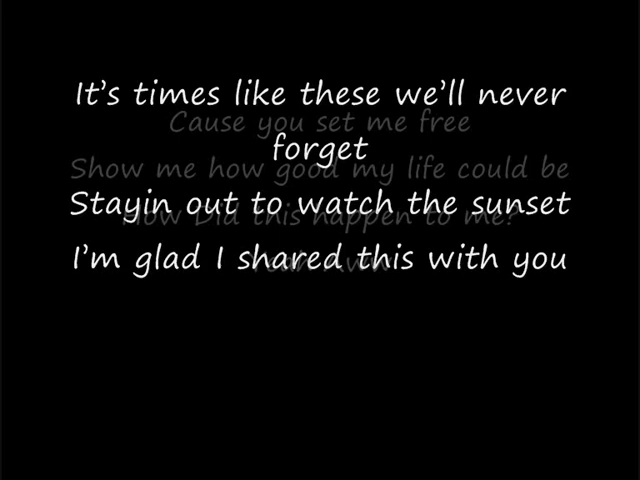 It's times like these we'll never
Cause you set me free
forget
Show me how good my life could be
Stayin out to watch the sunset
How Did this happen to me?
I'm glad I shared this with you